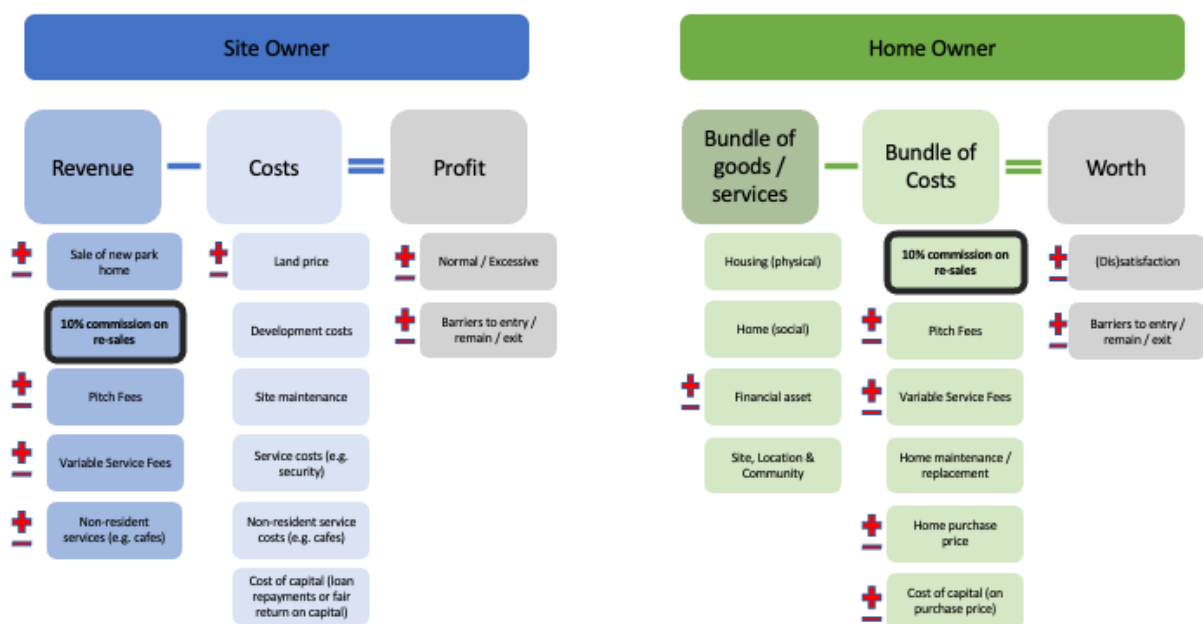 Site Owner
Home Owner
Revenue
Costs
Profit
Bundle of
goods /
services
Bundle of
Costs
Worth
Sale of new park
home
Land price
Normal / Excessive
Housing (physical)
10% commission on
re-sales
(Dis)satisfaction
10% commission on
re-sales
Development costs
Barriers to entry /
remain / exit
Home (social)
Pitch Fees
Barriers to entry /
remain / exit
Pitch Fees
Site maintenance
Financial asset
Variable Service Fees
Variable Service Fees
Service costs (e.g.
security)
Site, Location &
Community
Home maintenance /
replacement
Non-resident
services (e.g. cafes)
Non-resident service
costs (e.g. cafes)
Home purchase
price
Cost of capital (loan
repayments or fair
return on capital)
Cost of capital (on
purchase price)